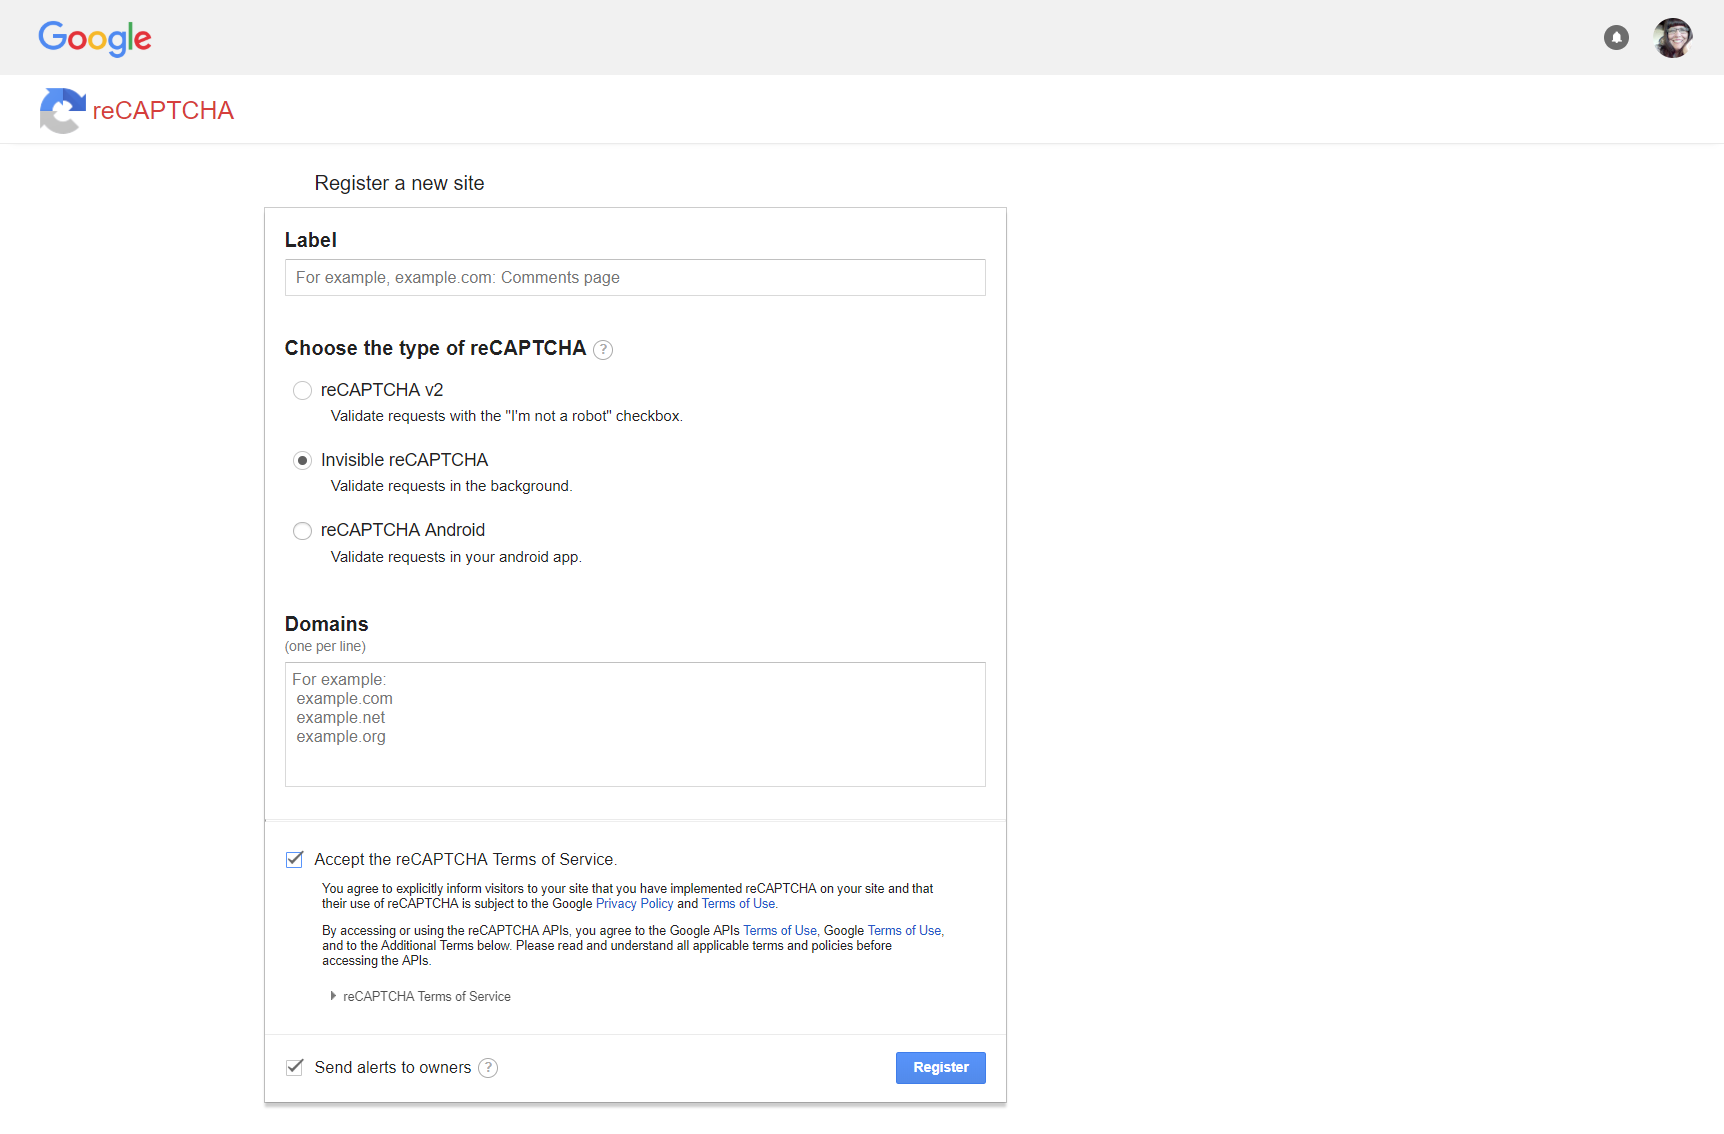 Google
reCAPTCHA
Register a new site
Label
For example, example.com: Comments page
Choose the type of reCAPTCHA ?
reCAPTCHA v2
Validate requests with the "I'm not a robot" checkbox.
Invisible reCAPTCHA
Validate requests in the background.
reCAPTCHA Android
Validate requests in your android app.
Domains
(one per line)
For example:
example.com
example.net
example.org
Accept the reCAPTCHA Terms of Service.
You agree to explicitly inform visitors to your site that you have implemented reCAPTCHA on your site and that
their use of reCAPTCHA is subject to the Google Privacy Policy and Terms of Use.
By accessing or using the reCAPTCHA APIs, you agree to the Google APIs Terms of Use, Google Terms of Use,
and to the Additional Terms below. Please read and understand all applicable terms and policies before
accessing the APIs.
reCAPTCHA Terms of Service
Send alerts to owners ?
Register